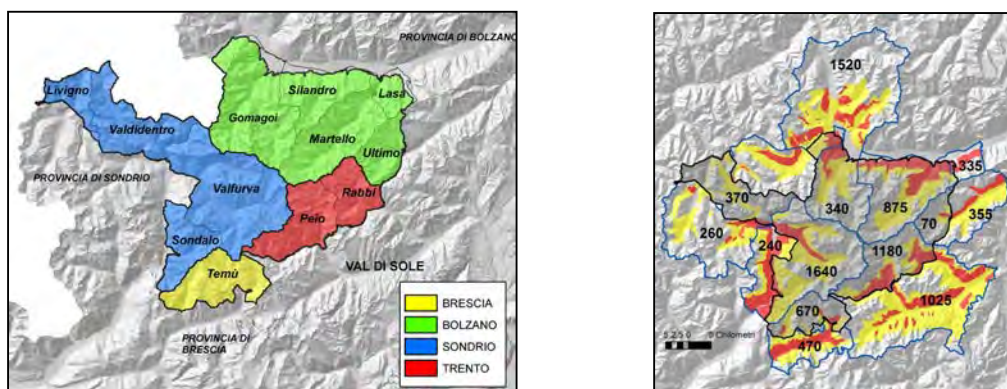 PROVINCIA DI BOLZANO
Livigno
Silandro
Lasa
Gomagoi
Valdidentro
Martello
Ultimo
PROVINCIA DI SONDRIO
Valfurva
Rabbi
Peio
Sondalo
Temù
VAL DI SOLE
PROVINCIA DI
BRESCIA
BRESCIA
BOLZANO
SONDRIO
TRENTO
1520
335
370
340
875
355
260
240
70
1180
1640
1025
670
470
Chilometri